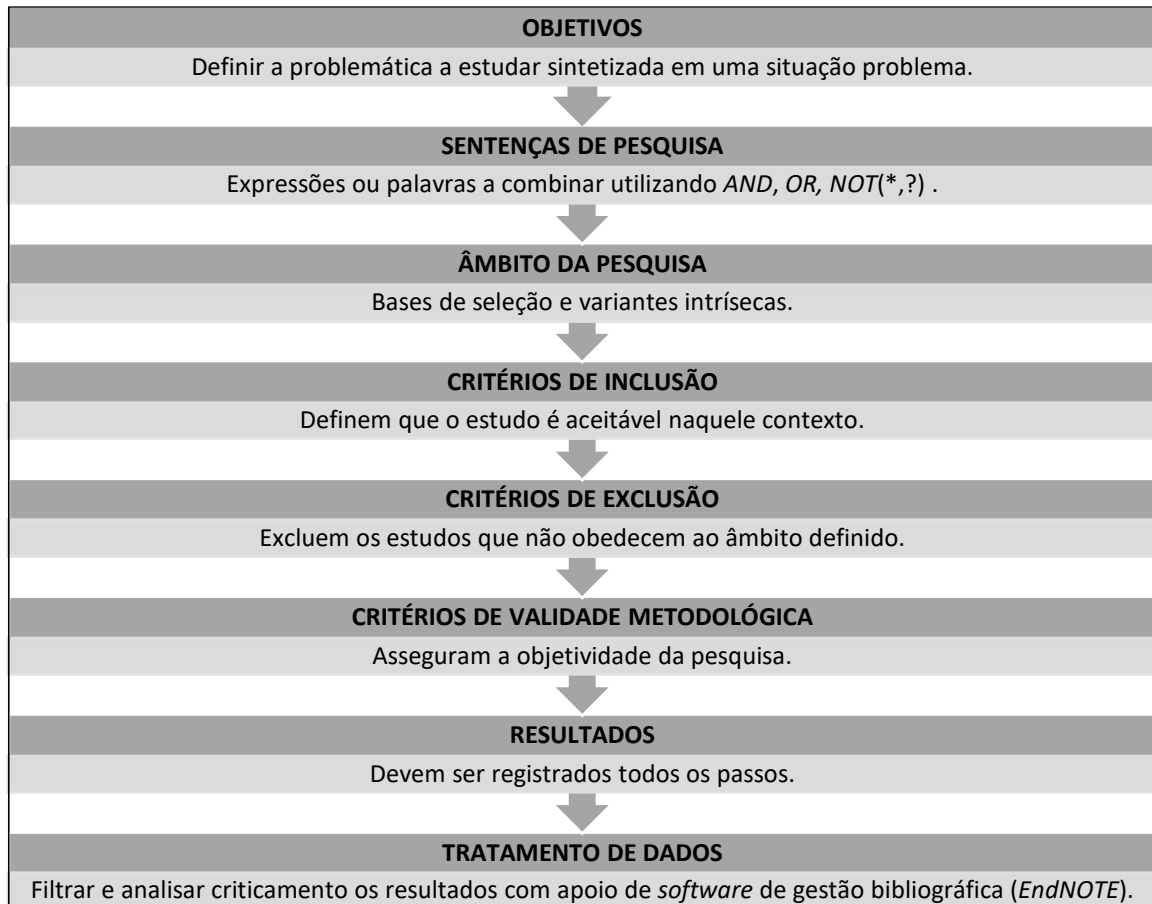 OBJETIVOS
Definir a problemática a estudar sintetizada em uma situação problema.
SENTENÇAS DE PESQUISA
Expressões ou palavras a combinar utilizando AND, OR, NOT(*,?) .
ÂMBITO DA PESQUISA
Bases de seleção e variantes intrísecas.
CRITÉRIOS DE INCLUSÃO
Definem que o estudo é aceitável naquele contexto.
CRITÉRIOS DE EXCLUSÃO
Excluem os estudos que não obedecem ao âmbito definido.
CRITÉRIOS DE VALIDADE METODOLÓGICA
Asseguram a objetividade da pesquisa.
RESULTADOS
Devem ser registrados todos os passos.
TRATAMENTO DE DADOS
Filtrar e analisar criticamento os resultados com apoio de software de gestão bibliográfica (EndNOTE).